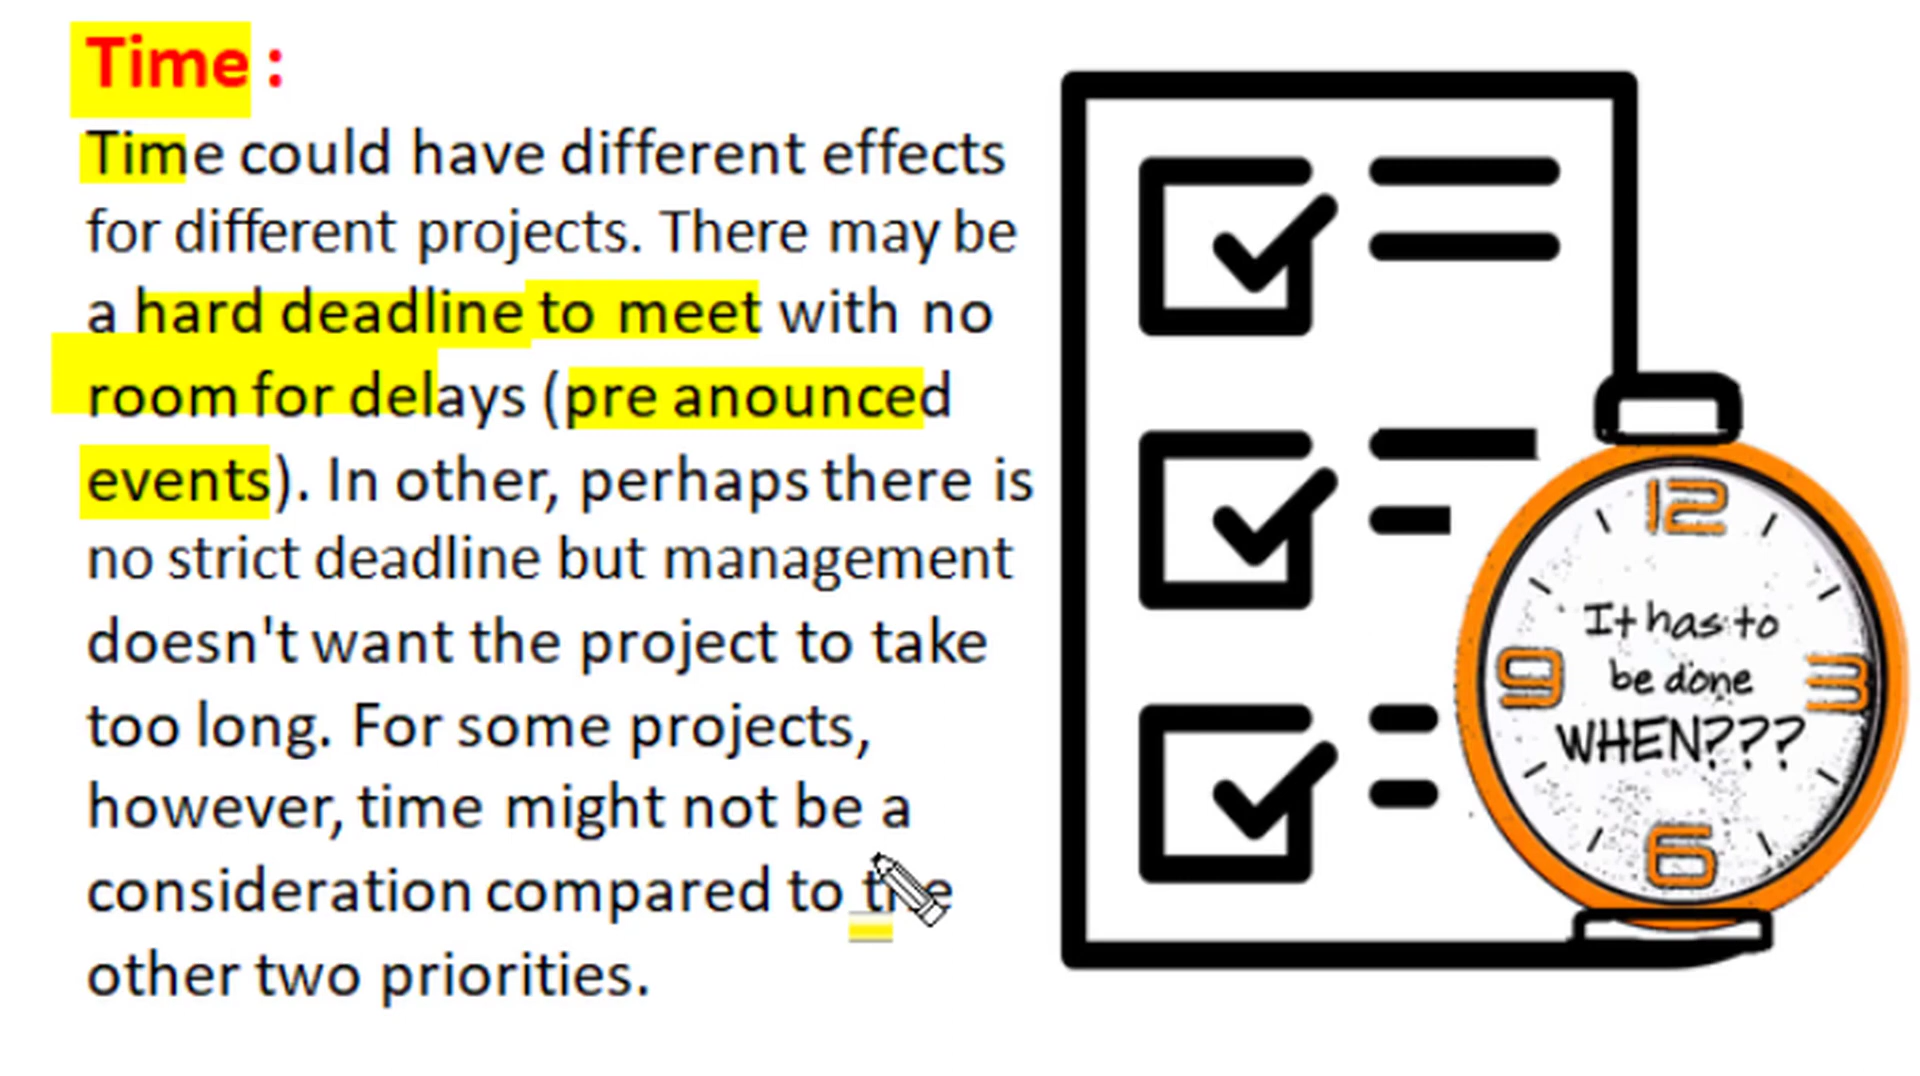 Time :
Time could have different effects
for different projects. There may be
a hard deadline to meet with no
room for delays (pre anounced
events). In other, perhaps there is
no strict deadline but management
doesn't want the project to take
too long. For some projects,
however, time might not be a
consideration compared to the
other two priorities.
12
It has to
be done
9
3
WHEN???
6